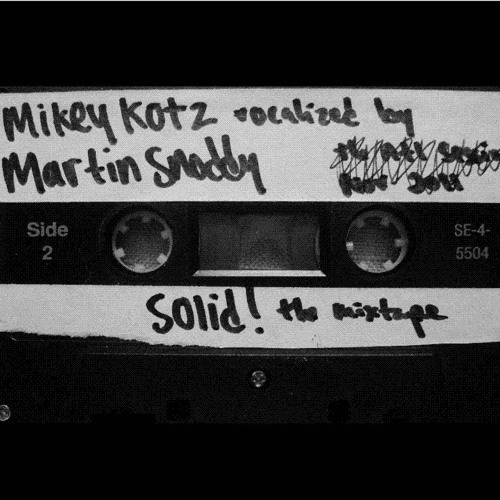 Mikey Kotz vocalized by
Martin Snoddy
Side
2
SE-4-
5504
Solid! the mixtape